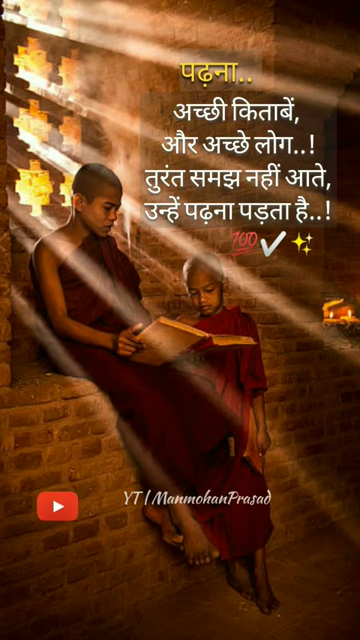 पढ़ना..
अच्छी किताबें,
और अच्छे लोग..!
तुरंत समझ नहीं आते,
उन्हें पढ़ना पड़ता है..!
💯✔️✨
YT | ManmohanPrasad